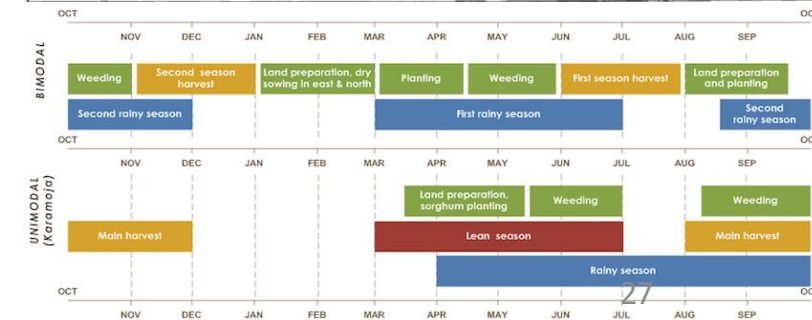 OCT OC
NOV DEC JAN FEB MAR APR MAY JUN JUL AUG SEP
BIMODAL
Weeding
Second season
harvest
Land preparation, dry
sowing in east & north
Planting
Weeding
First season harvest
Land preparation
and planting
Second rainy season
First rainy season
Second
rainy season
OCT OC
NOV DEC JAN FEB MAR APR MAY JUN JUL AUG SEP
UNIMODAL
(Karamoja)
Land preparation,
sorghum planting
Weeding
Weeding
Main harvest
Lean season
Main harvest
Rainy season
27
OCT OC
NOV DEC JAN FEB MAR APR MAY JUN JUL AUG SEP